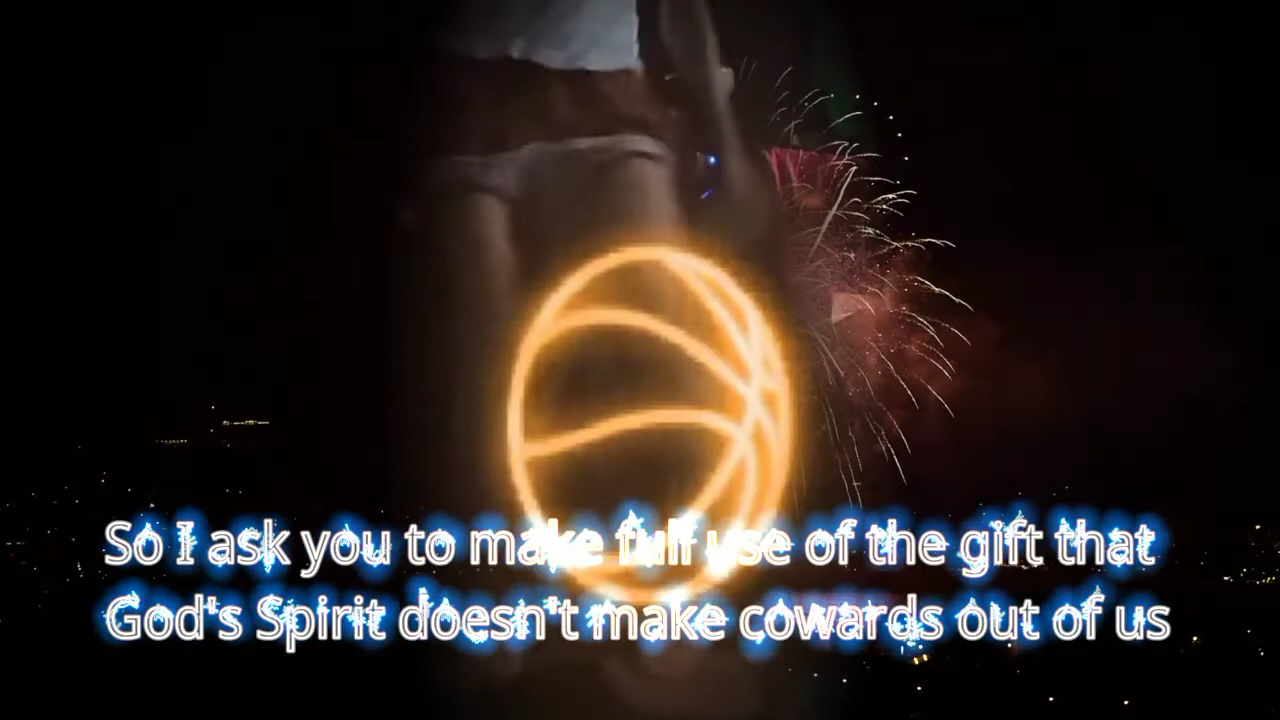 So I ask you to make full use of the gift that
God's Spirit doesn't make cowards out of us